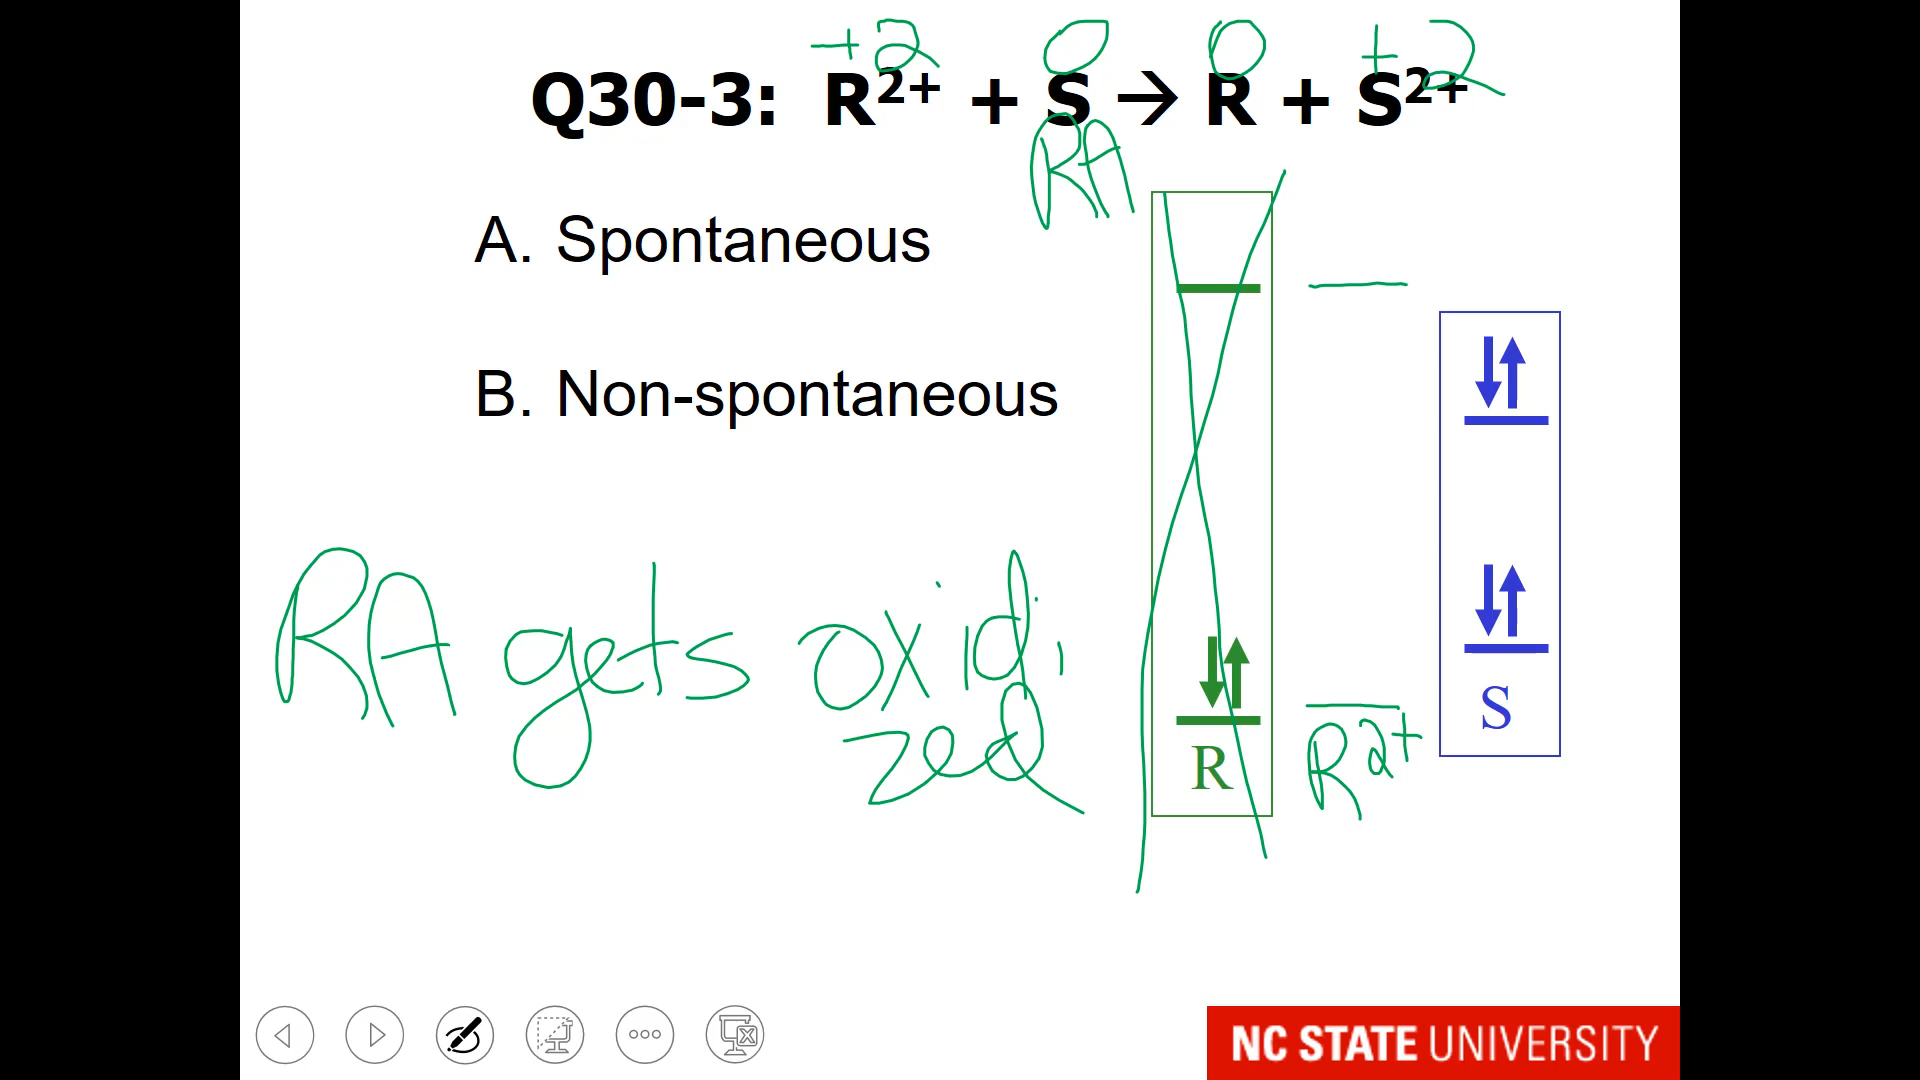 +2 0 0 +2
Q30-3: R²⁺ + S → R + S²⁺
RA
A. Spontaneous
B. Non-spontaneous
RA gets oxidi
zed
S
R
R²⁺
NC STATE UNIVERSITY